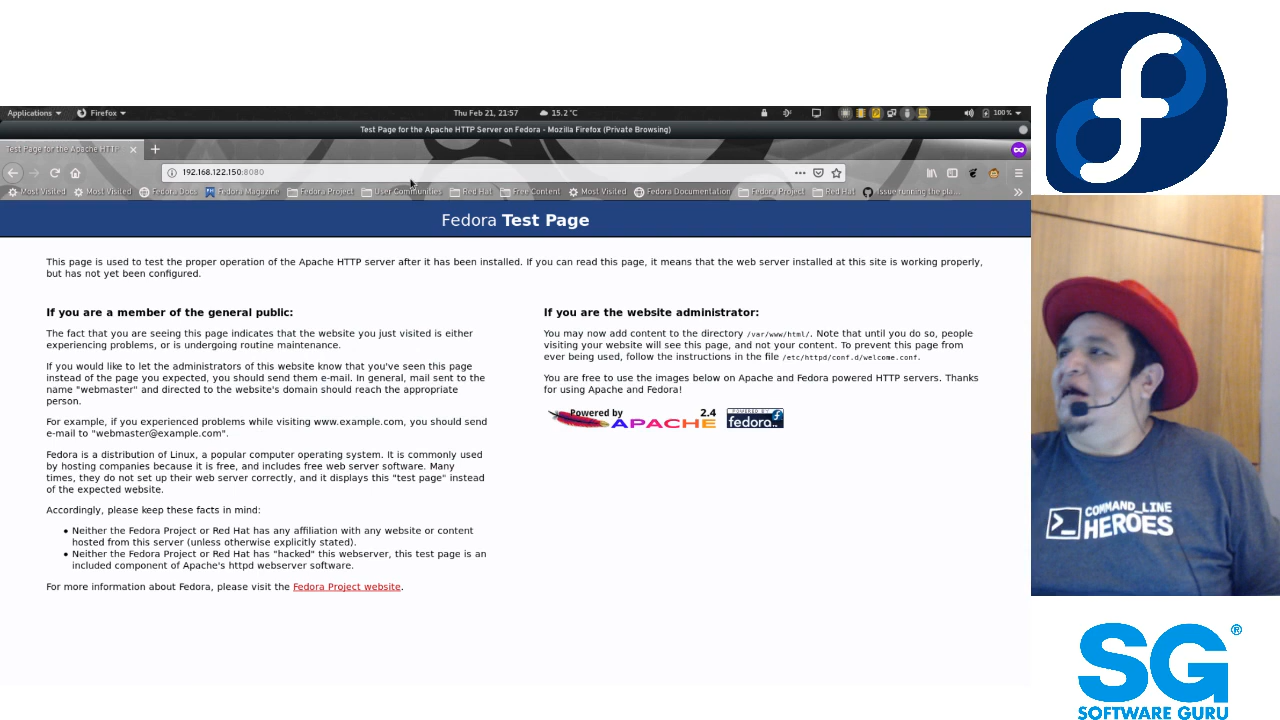 Applications Firefox Thu Feb 21, 21:57 15.2 °C 100 %
Test Page for the Apache HTTP Server on Fedora - Mozilla Firefox (Private Browsing)
Test Page for the Apache HTTP
192.168.122.150:8080
Most Visited Most Visited Fedora Docs Fedora Magazine Fedora Project User Communities Red Hat Free Content Most Visited Fedora Documentation Fedora Project Red Hat Issue running the pla...
Fedora Test Page
This page is used to test the proper operation of the Apache HTTP server after it has been installed. If you can read this page, it means that the web server installed at this site is working properly,
but has not yet been configured.
If you are a member of the general public:
The fact that you are seeing this page indicates that the website you just visited is either
experiencing problems, or is undergoing routine maintenance.
If you would like to let the administrators of this website know that you've seen this page
instead of the page you expected, you should send them e-mail. In general, mail sent to the
name "webmaster" and directed to the website's domain should reach the appropriate
person.
For example, if you experienced problems while visiting www.example.com, you should send
e-mail to "webmaster@example.com".
Fedora is a distribution of Linux, a popular computer operating system. It is commonly used
by hosting companies because it is free, and includes free web server software. Many
times, they do not set up their web server correctly, and it displays this "test page" instead
of the expected website.
Accordingly, please keep these facts in mind:
• Neither the Fedora Project or Red Hat has any affiliation with any website or content
hosted from this server (unless otherwise explicitly stated).
• Neither the Fedora Project or Red Hat has "hacked" this webserver, this test page is an
included component of Apache's httpd webserver software.
For more information about Fedora, please visit the Fedora Project website.
If you are the website administrator:
You may now add content to the directory /var/www/html/. Note that until you do so, people
visiting your website will see this page, and not your content. To prevent this page from
ever being used, follow the instructions in the file /etc/httpd/conf.d/welcome.conf.
You are free to use the images below on Apache and Fedora powered HTTP servers. Thanks
for using Apache and Fedora!
Powered by 2.4
APACHE
POWERED BY
fedora
COMMAND_LINE
HEROES
SG®
SOFTWARE GURU